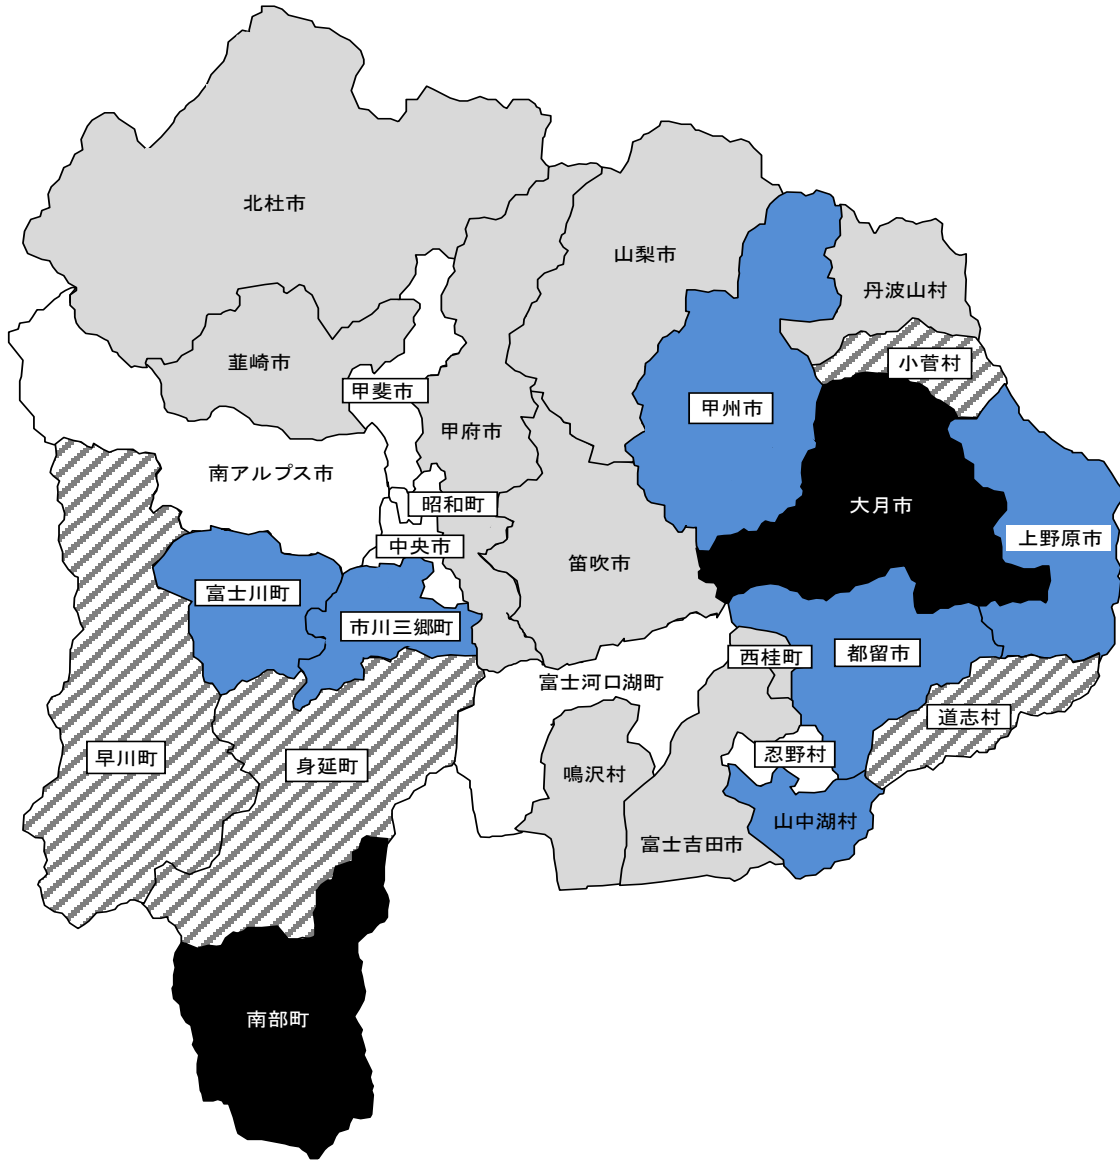 北杜市
山梨市
丹波山村
韮崎市
小菅村
甲斐市
甲州市
甲府市
南アルプス市
昭和町
大月市
上野原市
中央市
笛吹市
富士川町
市川三郷町
西桂町
都留市
富士河口湖町
道志村
早川町
身延町
忍野村
鳴沢村
山中湖村
富士吉田市
南部町